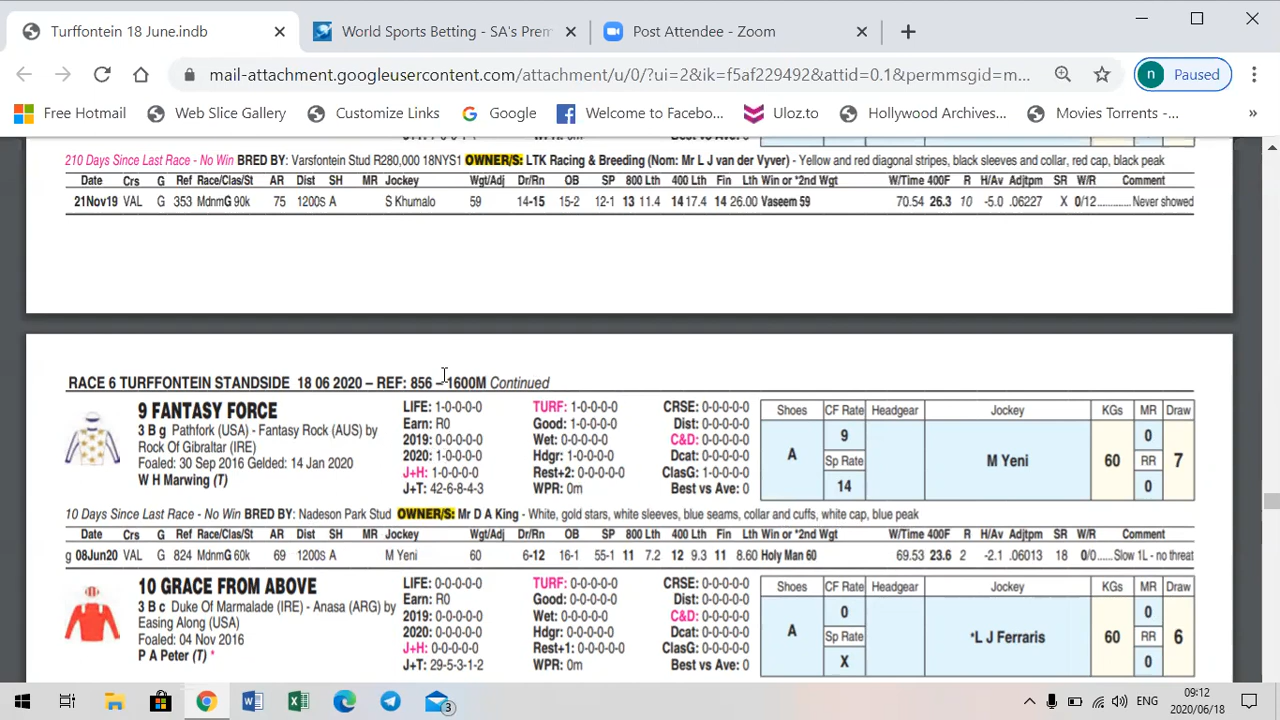 Turffontein 18 June.indb
World Sports Betting - SA's Prem
Post Attendee - Zoom
mail-attachment.googleusercontent.com/attachment/u/0/?ui=2&ik=f5af229492&attid=0.1&permmsgid=m...
n Paused
Free Hotmail Web Slice Gallery Customize Links Google Welcome to Facebo... Uloz.to Hollywood Archives... Movies Torrents -... »
210 Days Since Last Race - No Win BRED BY: Varsfontein Stud R280,000 18NYS1 OWNER/S: LTK Racing & Breeding (Nom: Mr L J van der Vyver) - Yellow and red diagonal stripes, black sleeves and collar, red cap, black peak
Date Crs G Ref Race/Clas/St AR Dist SH MR Jockey Wgt/Adj Dr/Rn OB SP 800 Lth 400 Lth Fin Lth Win or *2nd Wgt W/Time 400F R H/Av Adjtpm SR W/R Comment
21Nov19 VAL G 353 MdnmG 90k 75 1200S A S Khumalo 59 14-15 15-2 12-1 13 11.4 14 17.4 14 26.00 Vaseem 59 70.54 26.3 10 -5.0 .06227 X 0/12 ............ Never showed
RACE 6 TURFFONTEIN STANDSIDE 18 06 2020 – REF: 856 – 1600M Continued
9 FANTASY FORCE
3 B g Pathfork (USA) - Fantasy Rock (AUS) by
Rock Of Gibraltar (IRE)
Foaled: 30 Sep 2016 Gelded: 14 Jan 2020
W H Marwing (T)
LIFE: 1-0-0-0-0 TURF: 1-0-0-0-0 CRSE: 0-0-0-0-0
Earn: R0 Good: 1-0-0-0-0 Dist: 0-0-0-0-0
2019: 0-0-0-0-0 Wet: 0-0-0-0-0 C&D: 0-0-0-0-0
2020: 1-0-0-0-0 Hdgr: 1-0-0-0-0 Dcat: 0-0-0-0-0
J+H: 1-0-0-0-0 Rest+2: 0-0-0-0-0 ClasG: 1-0-0-0-0
J+T: 42-6-8-4-3 WPR: 0m Best vs Ave: 0
Shoes CF Rate Headgear Jockey KGs MR Draw
A 9 M Yeni 60 0 7
Sp Rate RR
14 0
10 Days Since Last Race - No Win BRED BY: Nadeson Park Stud OWNER/S: Mr D A King - White, gold stars, white sleeves, blue seams, collar and cuffs, white cap, blue peak
Date Crs G Ref Race/Clas/St AR Dist SH MR Jockey Wgt/Adj Dr/Rn OB SP 800 Lth 400 Lth Fin Lth Win or *2nd Wgt W/Time 400F R H/Av Adjtpm SR W/R Comment
g 08Jun20 VAL G 824 MdnmG 60k 69 1200S A M Yeni 60 6-12 16-1 55-1 11 7.2 12 9.3 11 8.60 Holy Man 60 69.53 23.6 2 -2.1 .06013 18 0/0.....Slow 1L - no threat
10 GRACE FROM ABOVE
3 B c Duke Of Marmalade (IRE) - Anasa (ARG) by
Easing Along (USA)
Foaled: 04 Nov 2016
P A Peter (T) *
LIFE: 0-0-0-0-0 TURF: 0-0-0-0-0 CRSE: 0-0-0-0-0
Earn: R0 Good: 0-0-0-0-0 Dist: 0-0-0-0-0
2019: 0-0-0-0-0 Wet: 0-0-0-0-0 C&D: 0-0-0-0-0
2020: 0-0-0-0-0 Hdgr: 0-0-0-0-0 Dcat: 0-0-0-0-0
J+H: 0-0-0-0-0 Rest+1: 0-0-0-0-0 ClasG: 0-0-0-0-0
J+T: 29-5-3-1-2 WPR: 0m Best vs Ave: 0
Shoes CF Rate Headgear Jockey KGs MR Draw
A 0 *L J Ferraris 60 0 6
Sp Rate RR
X 0
3
ENG
09:12
2020/06/18